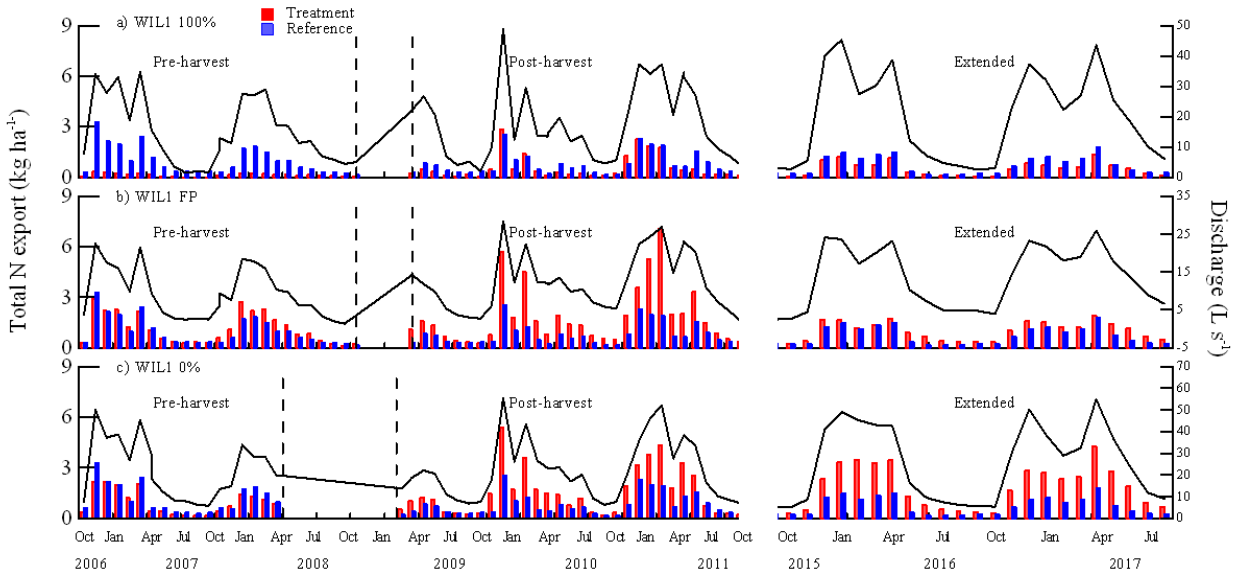 Treatment
Reference
a) WIL1 100%
Pre-harvest
Post-harvest
Extended
9
6
3
0
50
40
30
20
10
0
b) WIL1 FP
Pre-harvest
Post-harvest
Extended
9
6
3
0
35
25
15
5
-5
c) WIL1 0%
Pre-harvest
Post-harvest
Extended
9
6
3
0
70
60
50
40
30
20
10
0
Total N export (kg ha⁻¹)
Discharge (L s⁻¹)
Oct Jan Apr Jul Oct Jan Apr Jul Oct Jan Apr Jul Oct Jan Apr Jul Oct Jan Apr Jul Oct Oct Jan Apr Jul Oct Jan Apr Jul
2006 2007 2008 2009 2010 2011 2015 2016 2017